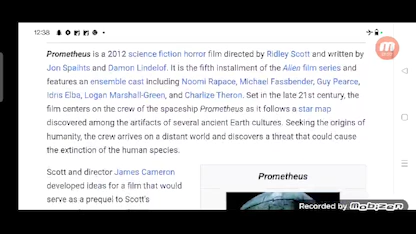 12:38
Prometheus is a 2012 science fiction horror film directed by Ridley Scott and written by
Jon Spaihts and Damon Lindelof. It is the fifth installment of the Alien film series and
features an ensemble cast including Noomi Rapace, Michael Fassbender, Guy Pearce,
Idris Elba, Logan Marshall-Green, and Charlize Theron. Set in the late 21st century, the
film centers on the crew of the spaceship Prometheus as it follows a star map
discovered among the artifacts of several ancient Earth cultures. Seeking the origins of
humanity, the crew arrives on a distant world and discovers a threat that could cause
the extinction of the human species.
Scott and director James Cameron
developed ideas for a film that would
serve as a prequel to Scott's
Prometheus
Recorded by Mobizen